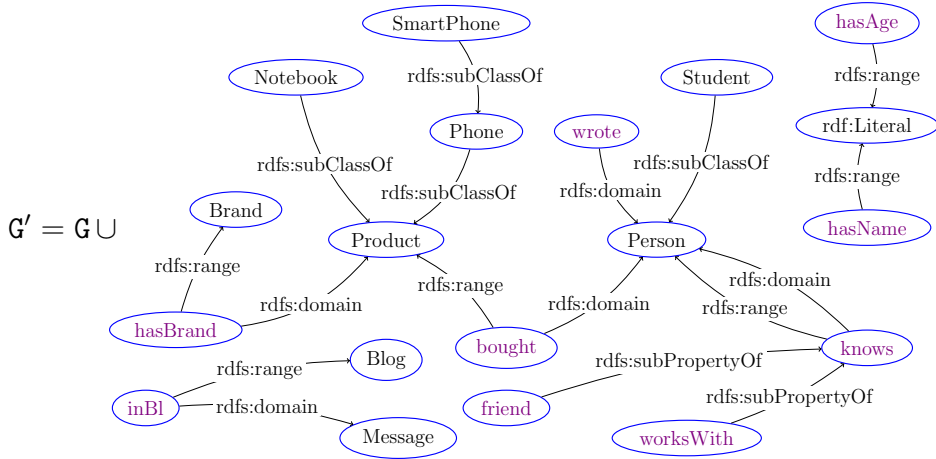 SmartPhone
hasAge
rdfs:subClassOf
rdfs:range
Notebook
Student
Phone
wrote
rdf:Literal
rdfs:subClassOf
rdfs:subClassOf
rdfs:subClassOf
rdfs:domain
rdfs:range
Brand
G′ = G ∪
Product
Person
hasName
rdfs:range
rdfs:range
rdfs:domain
rdfs:domain
rdfs:domain
rdfs:range
hasBrand
bought
knows
Blog
rdfs:range
rdfs:subPropertyOf
inBl
rdfs:domain
friend
rdfs:subPropertyOf
Message
worksWith